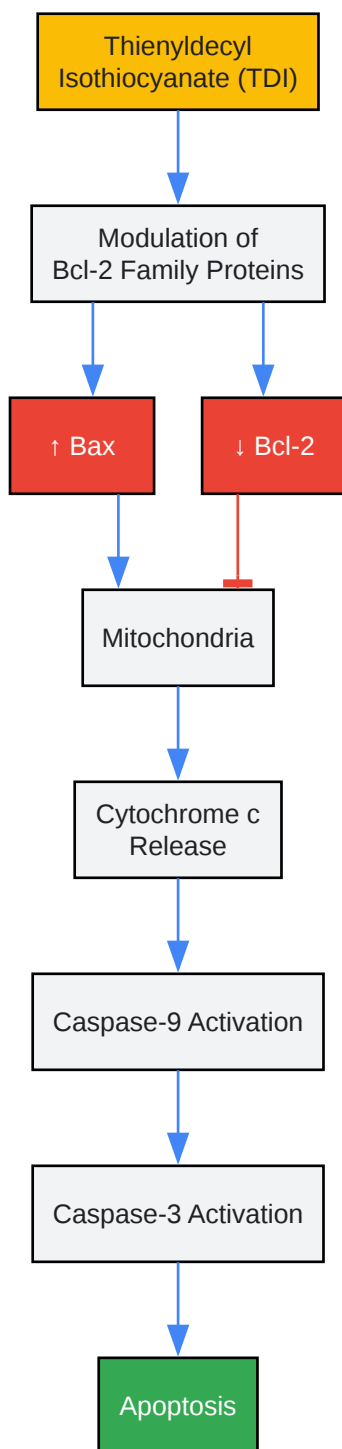 Thienyldecyl
Isothiocyanate (TDI)
Modulation of
Bcl-2 Family Proteins
↑ Bax
↓ Bcl-2
Mitochondria
Cytochrome c
Release
Caspase-9 Activation
Caspase-3 Activation
Apoptosis